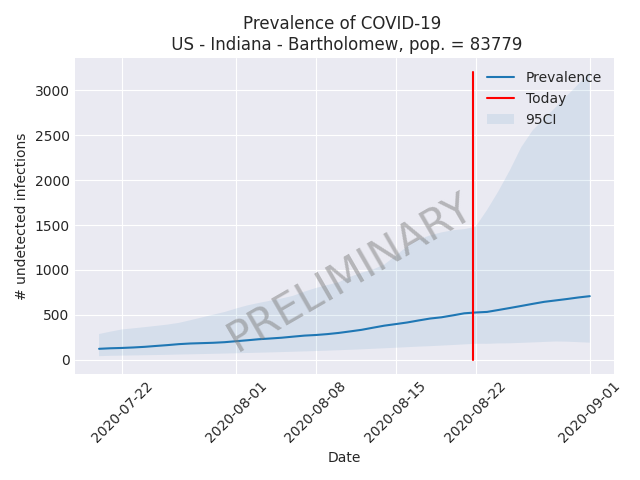 Prevalence of COVID-19
US - Indiana - Bartholomew, pop. = 83779
Prevalence
Today
95CI
3000
2500
2000
1500
1000
500
0
# undetected infections
PRELIMINARY
2020-07-22
2020-08-01
2020-08-08
2020-08-15
2020-08-22
2020-09-01
Date